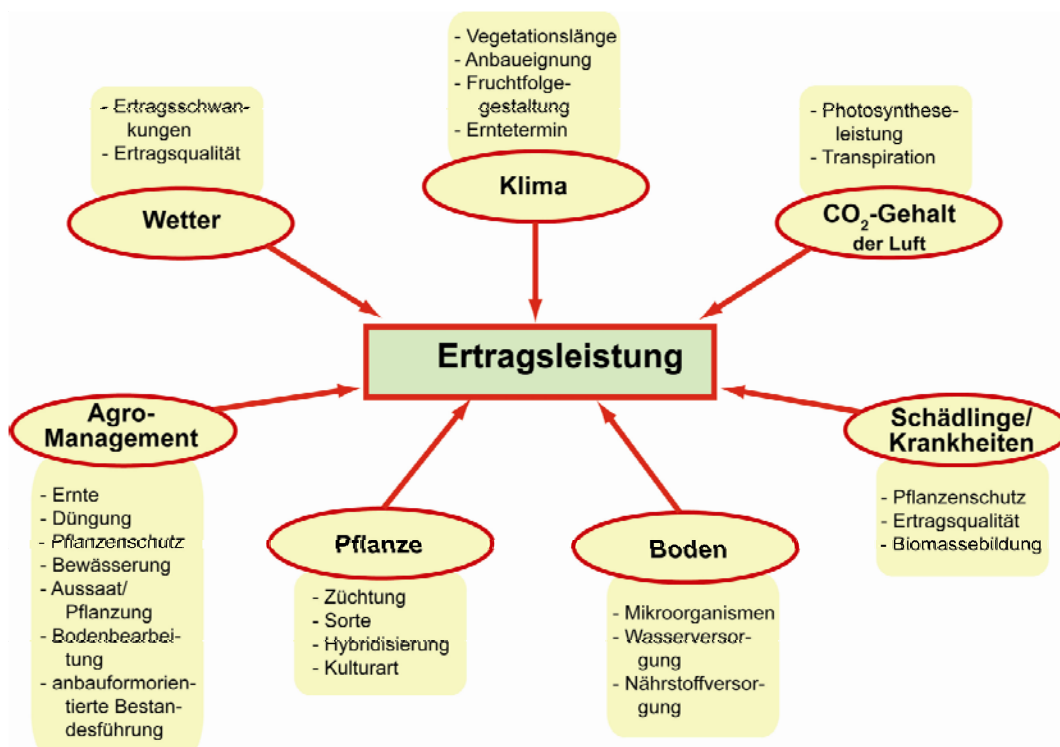 - Vegetationslänge
- Anbaueignung
- Fruchtfolge-
gegestaltung
- Erntetermin
Klima
- Ertragsschwan-
kungen
- Ertragsqualität
Wetter
- Photosynthese-
leistung
- Transpiration
CO₂-Gehalt
der Luft
Ertragsleistung
Agro-
Management
- Ernte
- Düngung
- Pflanzenschutz
- Bewässerung
- Aussaat/
Pflanzung
- Bodenbearbei-
tung
- anbauformorien-
tierte Bestan-
desführung
Pflanze
- Züchtung
- Sorte
- Hybridisierung
- Kulturart
Boden
- Mikroorganismen
- Wasserversor-
gung
- Nährstoffversor-
gung
Schädlinge/
Krankheiten
- Pflanzenschutz
- Ertragsqualität
- Biomassebildung